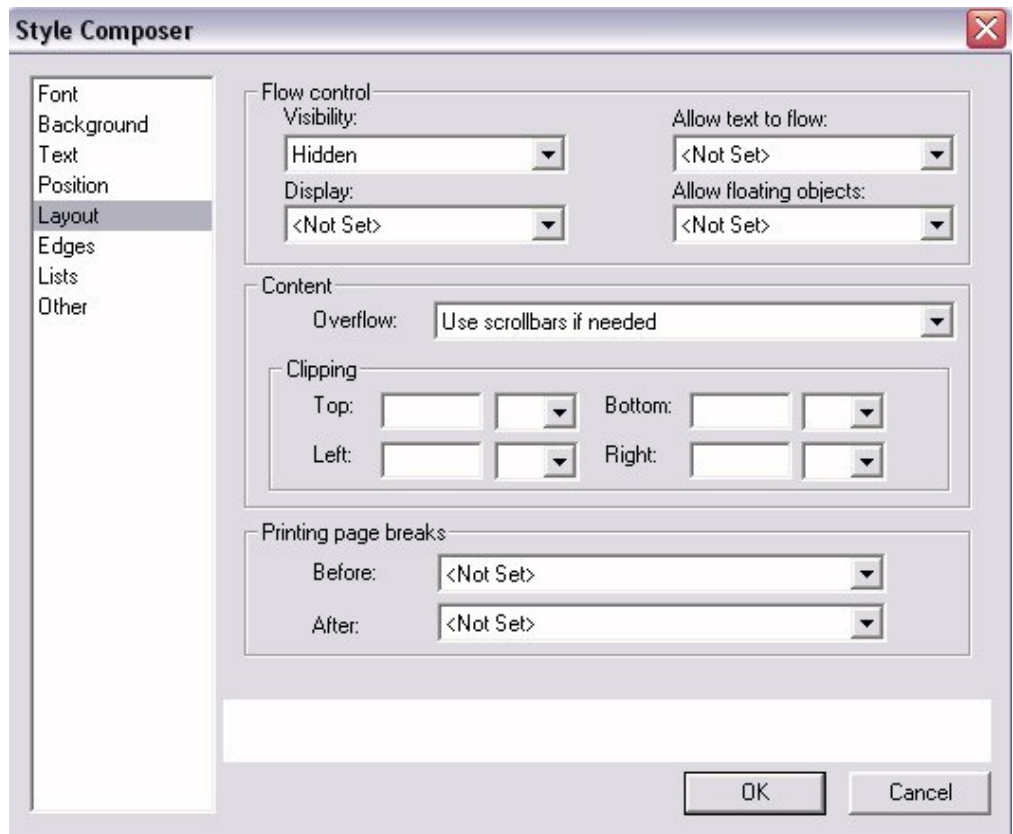 Style Composer
Font
Background
Text
Position
Layout
Edges
Lists
Other
Flow control
Visibility:
Hidden
Allow text to flow:
<Not Set>
Display:
<Not Set>
Allow floating objects:
<Not Set>
Content
Overflow:
Use scrollbars if needed
Clipping
Top:
Bottom:
Left:
Right:
Printing page breaks
Before:
<Not Set>
After:
<Not Set>
OK
Cancel